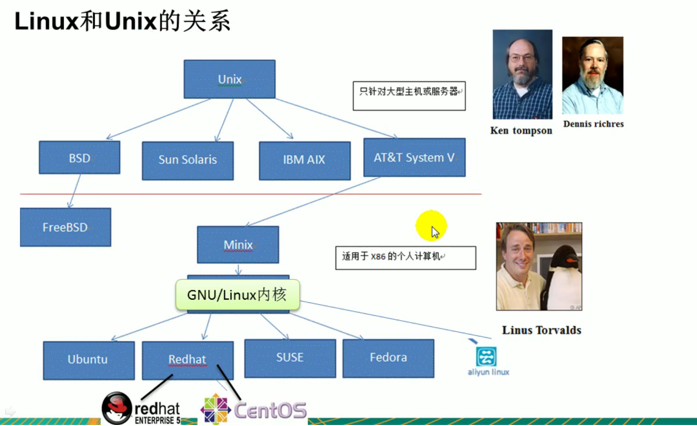 Linux和Unix的关系
Unix
只针对大型主机或服务器
Ken tompson
Dennis richres
BSD
Sun Solaris
IBM AIX
AT&T System V
FreeBSD
Minix
适用于 X86 的个人计算机
GNU/Linux内核
Linus Torvalds
Ubuntu
Redhat
SUSE
Fedora
aliyun linux
redhat
ENTERPRISE 5
CentOS